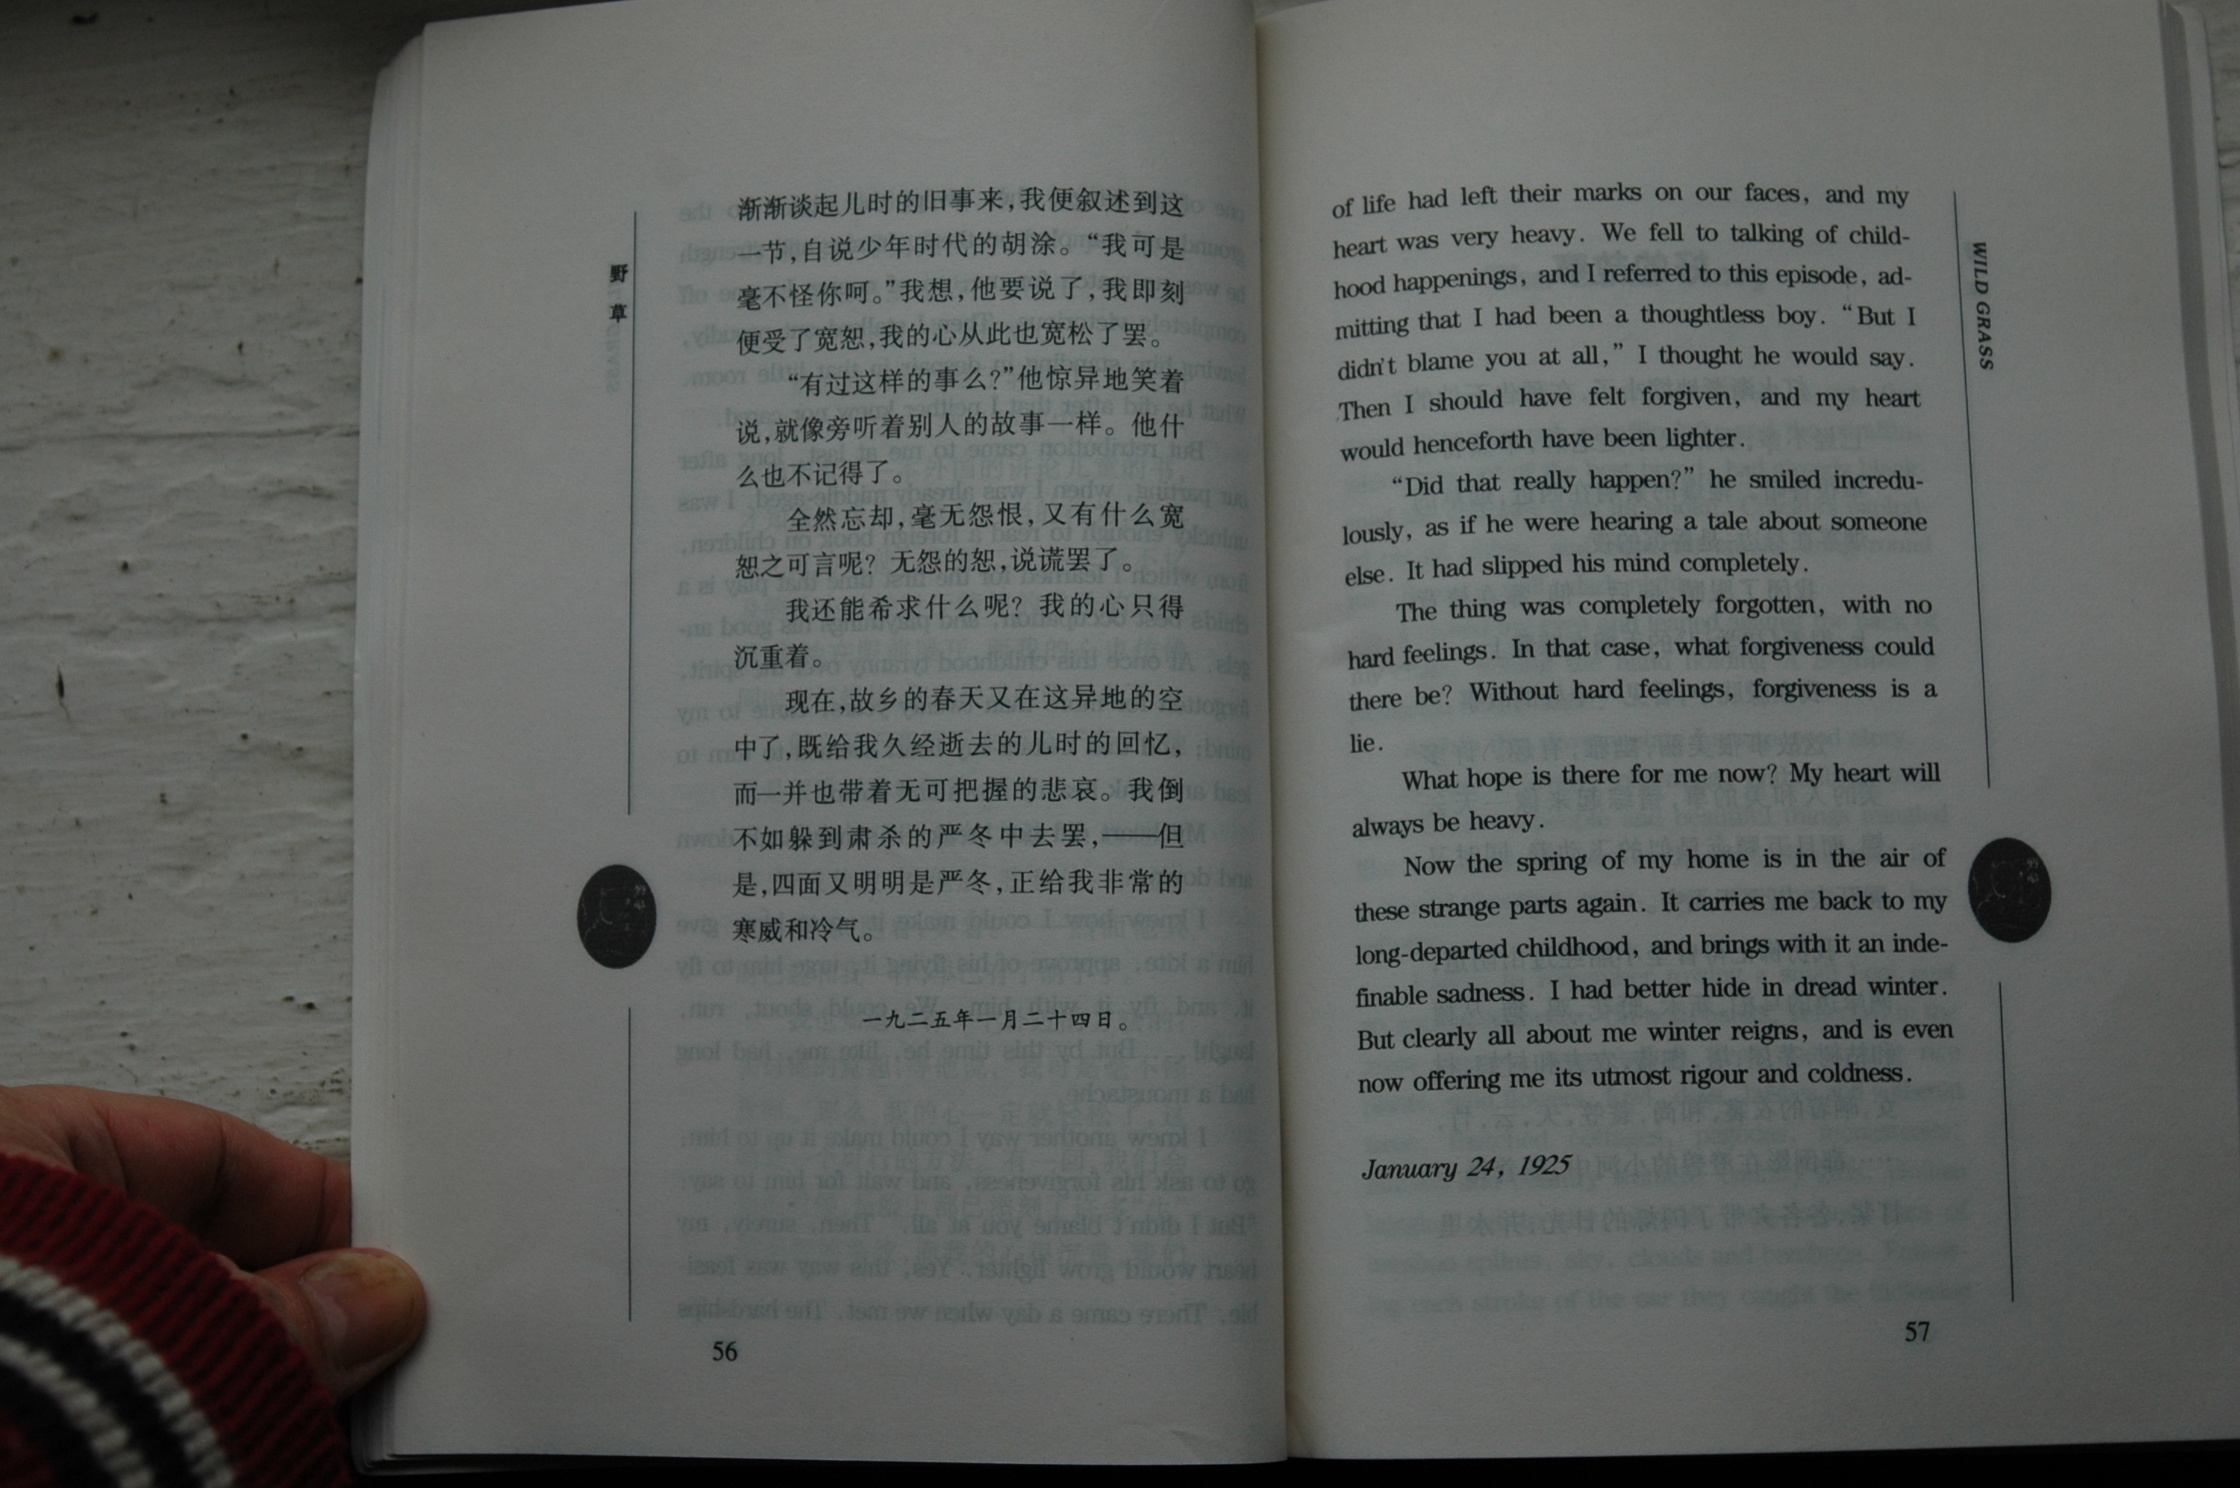 野草
渐渐谈起儿时的旧事来,我便叙述到这
一节,自说少年时代的胡涂。“我可是
毫不怪你呵。”我想,他要说了,我即刻
便受了宽恕,我的心从此也宽松了罢。
“有过这样的事么?”他惊异地笑着
说,就像旁听着别人的故事一样。他什
么也不记得了。
全然忘却,毫无怨恨,又有什么宽
恕之可言呢?无怨的恕,说谎罢了。
我还能希求什么呢?我的心只得
沉重着。
现在,故乡的春天又在这异地的空
中了,既给我久经逝去的儿时的回忆,
而一并也带着无可把握的悲哀。我倒
不如躲到肃杀的严冬中去罢,——但
是,四面又明明是严冬,正给我非常的
寒威和冷气。
一九二五年一月二十四日。
56
WILD GRASS
of life had left their marks on our faces, and my
heart was very heavy. We fell to talking of child-
hood happenings, and I referred to this episode, ad-
mitting that I had been a thoughtless boy. “But I
didn't blame you at all,” I thought he would say.
Then I should have felt forgiven, and my heart
would henceforth have been lighter.
“Did that really happen?” he smiled incredu-
lously, as if he were hearing a tale about someone
else. It had slipped his mind completely.
The thing was completely forgotten, with no
hard feelings. In that case, what forgiveness could
there be? Without hard feelings, forgiveness is a
lie.
What hope is there for me now? My heart will
always be heavy.
Now the spring of my home is in the air of
these strange parts again. It carries me back to my
long-departed childhood, and brings with it an inde-
finable sadness. I had better hide in dread winter.
But clearly all about me winter reigns, and is even
now offering me its utmost rigour and coldness.
January 24, 1925
57